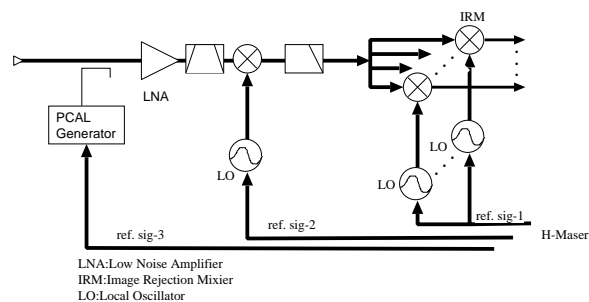 IRM
LNA
PCAL
Generator
LO
LO
LO
ref. sig-1
ref. sig-2
H-Maser
ref. sig-3
LNA:Low Noise Amplifier
IRM:Image Rejection Mixier
LO:Local Oscillator